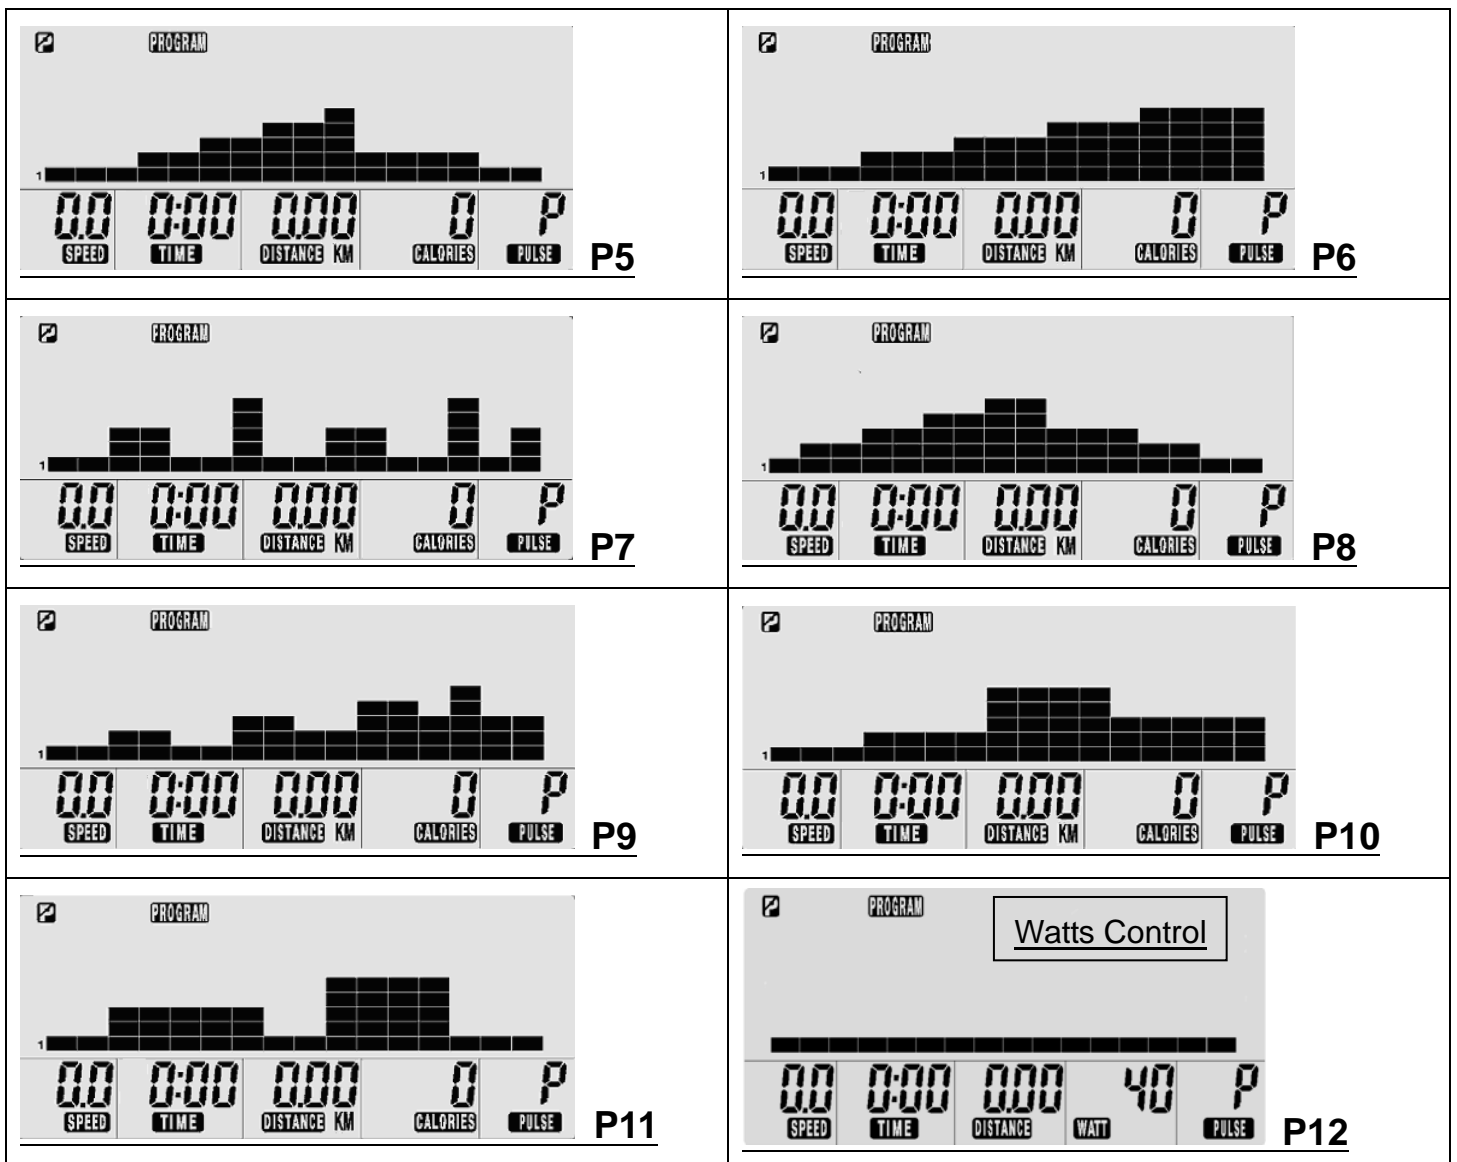 PROGRAM
1
0.0 0:00 0.00 0 P
SPEED TIME DISTANCE KM CALORIES PULSE
P5
PROGRAM
1
0.0 0:00 0.00 0 P
SPEED TIME DISTANCE KM CALORIES PULSE
P6
PROGRAM
1
0.0 0:00 0.00 0 P
SPEED TIME DISTANCE KM CALORIES PULSE
P7
PROGRAM
1
0.0 0:00 0.00 0 P
SPEED TIME DISTANCE KM CALORIES PULSE
P8
PROGRAM
1
0.0 0:00 0.00 0 P
SPEED TIME DISTANCE KM CALORIES PULSE
P9
PROGRAM
1
0.0 0:00 0.00 0 P
SPEED TIME DISTANCE KM CALORIES PULSE
P10
PROGRAM
1
0.0 0:00 0.00 0 P
SPEED TIME DISTANCE KM CALORIES PULSE
P11
PROGRAM
Watts Control
0.0 0:00 0.00 40 P
SPEED TIME DISTANCE WATT PULSE
P12